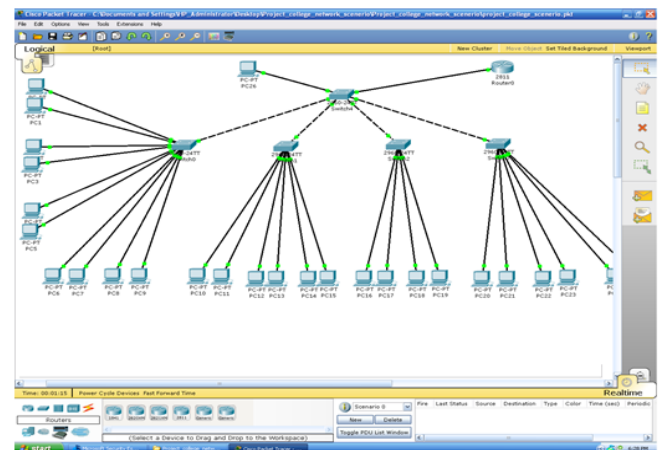 Cisco Packet Tracer - C:\Documents and Settings\HP_Administrator\Desktop\Project_college_network_scenerio\Project_college_network_scenerio\project_college_scenario.pkt
File Edit Options View Tools Extensions Help
Logical [Root] New Cluster Move Object Set Tiled Background Viewport
PC-PT
PC26
2811
Router0
Switch4
PC-PT
PC1
PC-PT
PC3
PC-PT
PC5
PC-PT PC-PT PC-PT PC-PT PC-PT PC-PT PC-PT PC-PT PC-PT PC-PT PC-PT PC-PT PC-PT PC-PT PC-PT PC-PT PC-PT PC-PT
PC6 PC7 PC8 PC9 PC10 PC11 PC12 PC13 PC14 PC15 PC16 PC17 PC18 PC19 PC20 PC21 PC22 PC23
Time: 00:01:15 Power Cycle Devices Fast Forward Time Realtime
Routers
(Select a Device to Drag and Drop to the Workspace)
Scenario 0
New Delete
Toggle PDU List Window
Fire Last Status Source Destination Type Color Time (sec) Periodic
start
6:28 PM